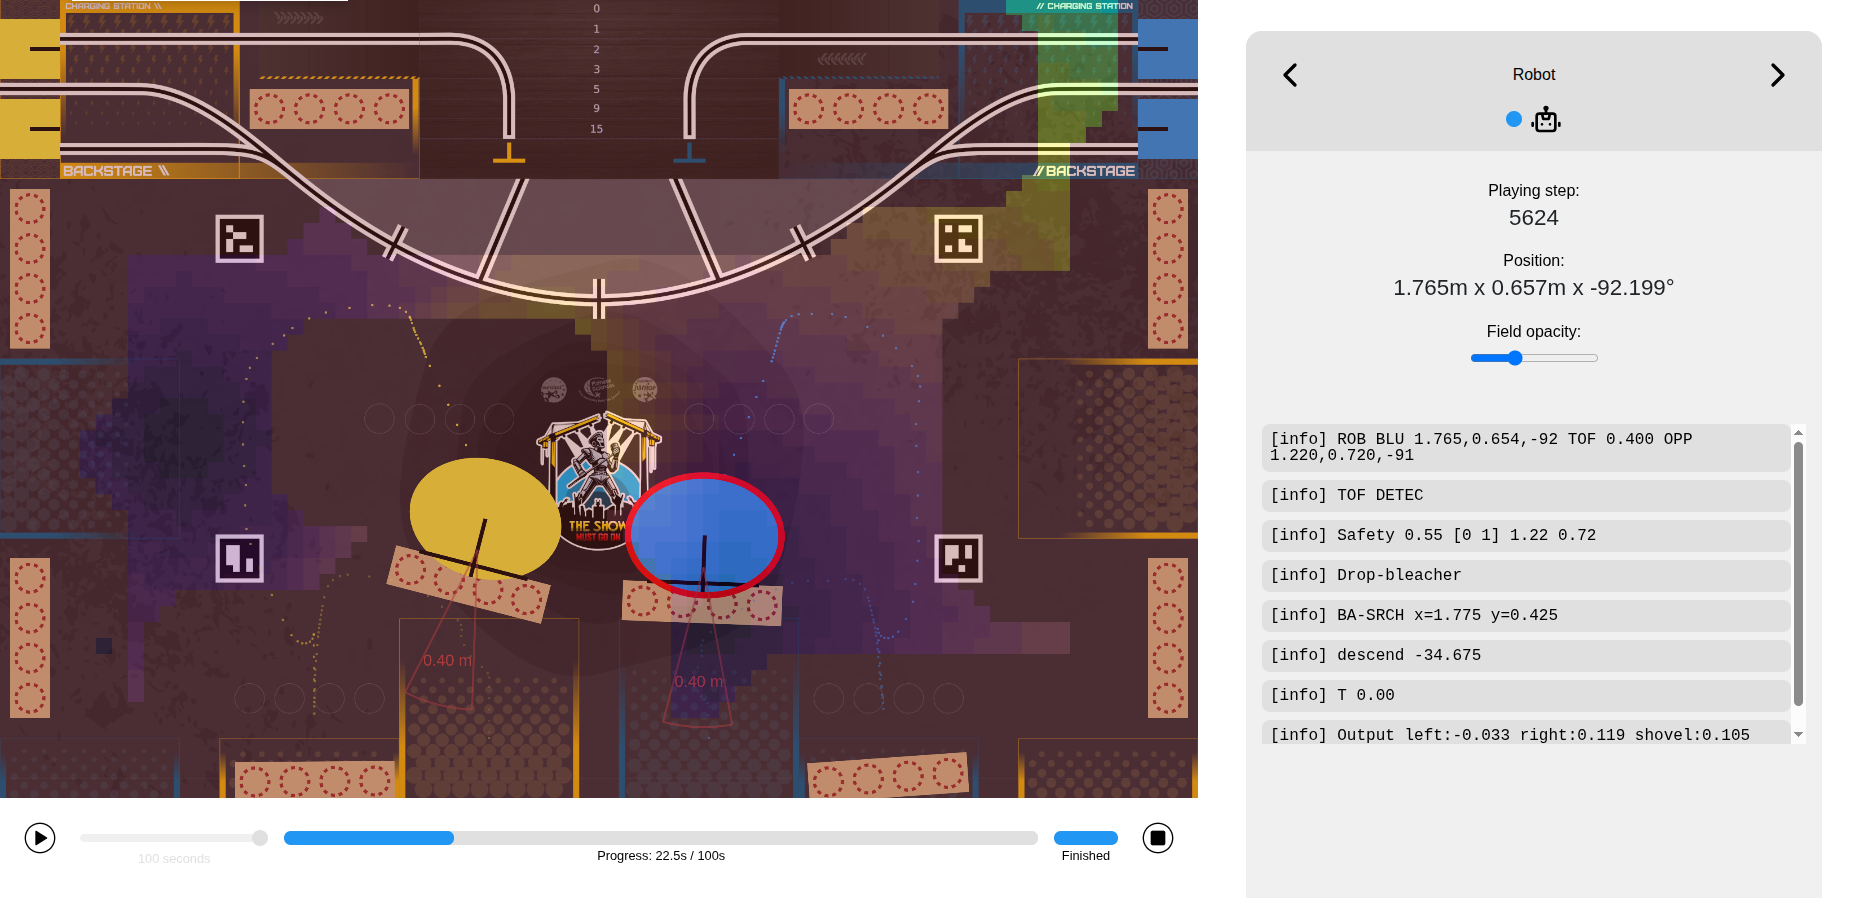 CHARGING STATION \\
// CHARGING STATION
0
1
2
3
5
9
15
BACKSTAGE \\
// BACKSTAGE
THE SHOW
MUST GO ON
0.40 m
0.40 m
100 seconds
Progress: 22.5s / 100s
Finished
Robot
Playing step:
5624
Position:
1.765m x 0.657m x -92.199°
Field opacity:
[info] ROB BLU 1.765,0.654,-92 TOF 0.400 OPP
1.220,0.720,-91
[info] TOF DETEC
[info] Safety 0.55 [0 1] 1.22 0.72
[info] Drop-bleacher
[info] BA-SRCH x=1.775 y=0.425
[info] descend -34.675
[info] T 0.00
[info] Output left:-0.033 right:0.119 shovel:0.105